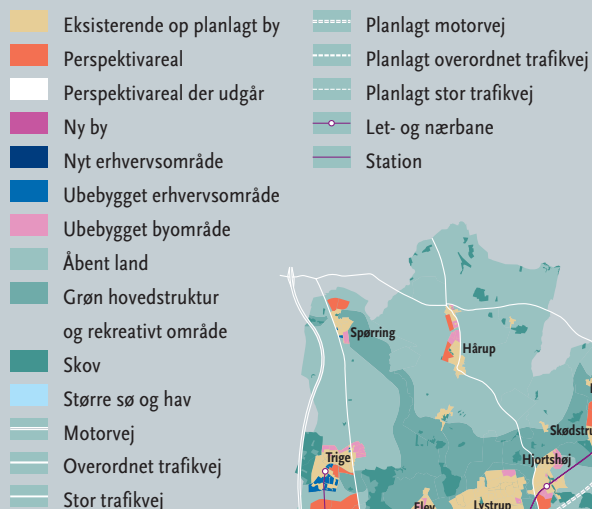 Eksisterende op planlagt by
Perspektivareal
Perspektivareal der udgår
Ny by
Nyt erhvervsområde
Ubebygget erhvervsområde
Ubebygget byområde
Åbent land
Grøn hovedstruktur
og rekreativt område
Skov
Større sø og hav
Motorvej
Overordnet trafikvej
Stor trafikvej
Planlagt motorvej
Planlagt overordnet trafikvej
Planlagt stor trafikvej
Let- og nærbane
Station
Spørring
Hårup
Skødstru
Trige
Hjortshøj
Elev
Lystrup